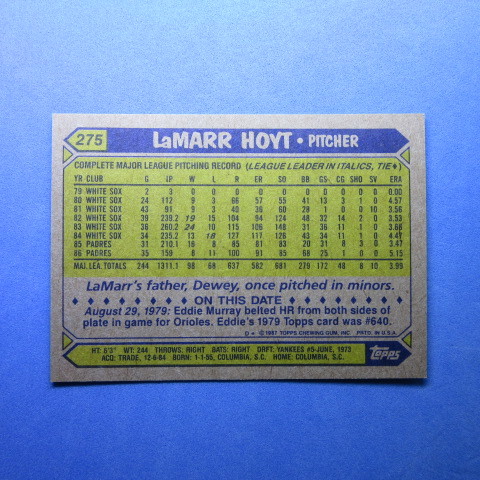 275
LaMARR HOYT • PITCHER
COMPLETE MAJOR LEAGUE PITCHING RECORD (LEAGUE LEADER IN ITALICS, TIE♦)
YR CLUB G IP W L R ER SO BB GS CG SHO SV ERA
79 WHITE SOX 2 3 0 0 0 0 0 0 0 0 0 0 0.00
80 WHITE SOX 24 112 9 3 66 57 55 41 13 3 1 0 4.57
81 WHITE SOX 43 91 9 3 40 36 60 28 1 0 0 10 3.56
82 WHITE SOX 39 239.2 19 15 104 94 124 48 32 14 2 0 3.53
83 WHITE SOX 36 260.2 24 10 115 106 148 31 36 11 1 0 3.66
84 WHITE SOX 34 235.2 13 18 127 117 126 43 34 11 1 0 4.47
85 PADRES 31 210.1 16 8 85 81 83 20 31 8 3 0 3.47
86 PADRES 35 159 8 11 100 91 85 68 25 1 0 0 5.15
MAJ. LEA. TOTALS 244 1311.1 98 68 637 582 681 279 172 48 8 10 3.99
LaMarr's father, Dewey, once pitched in minors.
ON THIS DATE
August 29, 1979: Eddie Murray belted HR from both sides of
plate in game for Orioles. Eddie's 1979 Topps card was #640.
D★ ©1987 TOPPS CHEWING GUM, INC. PRTD. IN U.S.A.
HT: 6'3" WT: 244 THROWS: RIGHT BATS: RIGHT DRFT: YANKEES #5-JUNE, 1973
ACQ: TRADE, 12-6-84 BORN: 1-1-55, COLUMBIA, S.C. HOME: COLUMBIA, S.C.
topps